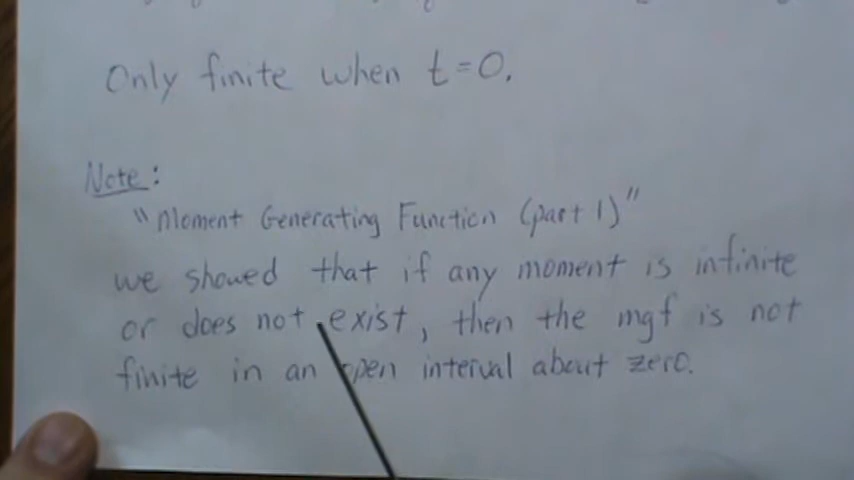 Only finite when t=0.
Note:
"Moment Generating Function (part 1)"
we showed that if any moment is infinite
or does not exist, then the mgf is not
finite in an open interval about zero.